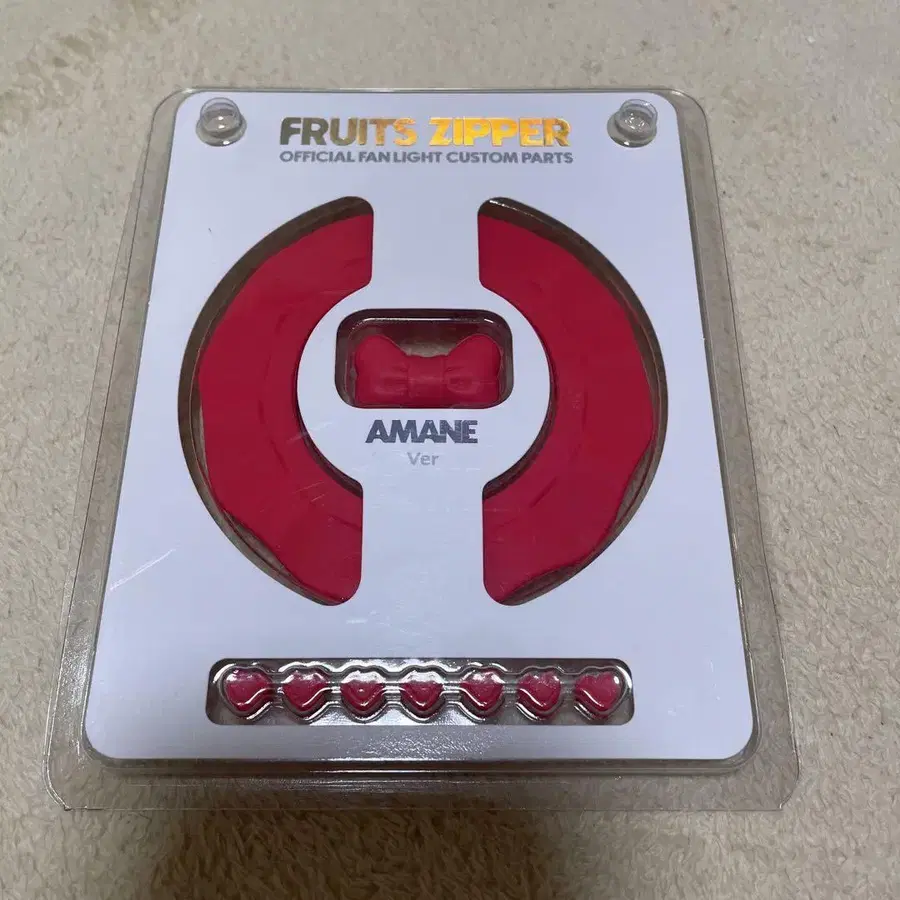 FRUITS ZIPPER
OFFICIAL FAN LIGHT CUSTOM PARTS
AMANE
Ver